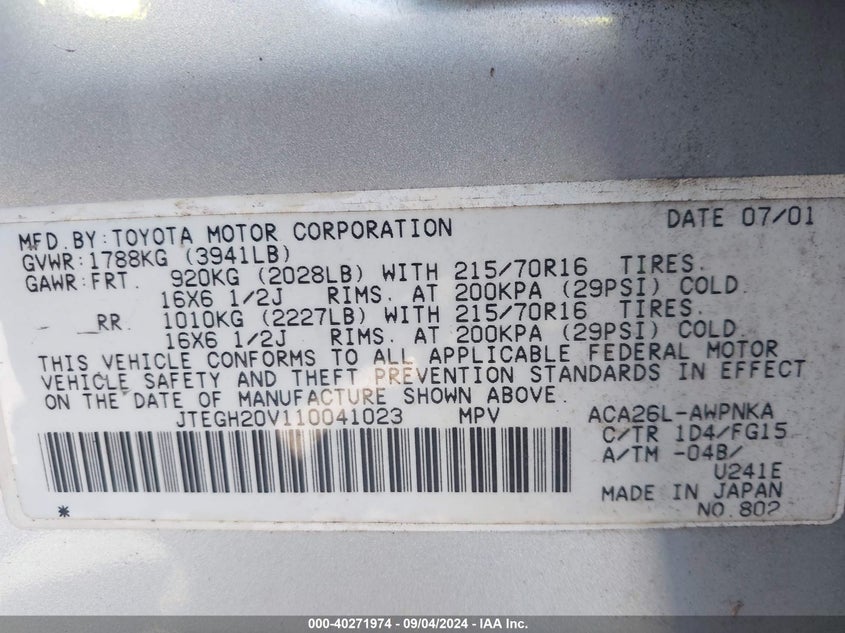 DATE 07/01
MFD.BY:TOYOTA MOTOR CORPORATION
GVWR:1788KG (3941LB)
GAWR:FRT. 920KG (2028LB) WITH 215/70R16 TIRES.
16X6 1/2J RIMS. AT 200KPA (29PSI) COLD.
RR. 1010KG (2227LB) WITH 215/70R16 TIRES.
16X6 1/2J RIMS. AT 200KPA (29PSI) COLD.
THIS VEHICLE CONFORMS TO ALL APPLICABLE FEDERAL MOTOR
VEHICLE SAFETY AND THEFT PREVENTION STANDARDS IN EFFECT
ON THE DATE OF MANUFACTURE SHOWN ABOVE.
JTEGH20V110041023 MPV ACA26L-AWPNKA
C/TR 1D4/FG15
A/TM -04B/
U241E
MADE IN JAPAN
* NO.802
000-40271974 / 09/04/2024 - IAA Inc.